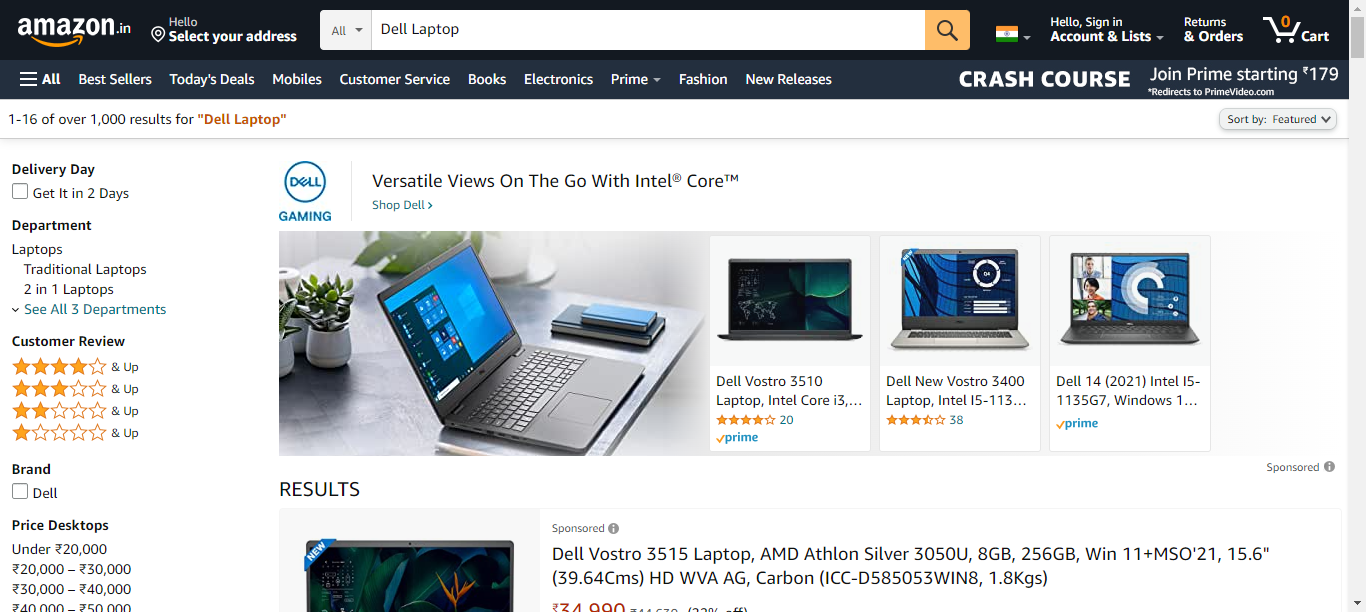 amazon.in
Hello
Select your address
All
Dell Laptop
Hello, Sign in
Account & Lists
Returns
& Orders
0
Cart
All
Best Sellers
Today's Deals
Mobiles
Customer Service
Books
Electronics
Prime
Fashion
New Releases
CRASH COURSE
Join Prime starting ₹179
*Redirects to PrimeVideo.com
1-16 of over 1,000 results for "Dell Laptop"
Sort by: Featured
Delivery Day
Get It in 2 Days
Department
Laptops
Traditional Laptops
2 in 1 Laptops
See All 3 Departments
Customer Review
& Up
& Up
& Up
& Up
Brand
Dell
Price Desktops
Under ₹20,000
₹20,000 – ₹30,000
₹30,000 – ₹40,000
₹40,000 – ₹50,000
DELL
GAMING
Versatile Views On The Go With Intel® Core™
Shop Dell ›
Dell Vostro 3510
Laptop, Intel Core i3,…
20
prime
NEW
Dell New Vostro 3400
Laptop, Intel I5-113…
38
Dell 14 (2021) Intel I5-
1135G7, Windows 1…
prime
Sponsored
RESULTS
NEW
Sponsored
Dell Vostro 3515 Laptop, AMD Athlon Silver 3050U, 8GB, 256GB, Win 11+MSO'21, 15.6"
(39.64Cms) HD WVA AG, Carbon (ICC-D585053WIN8, 1.8Kgs)
₹34,990